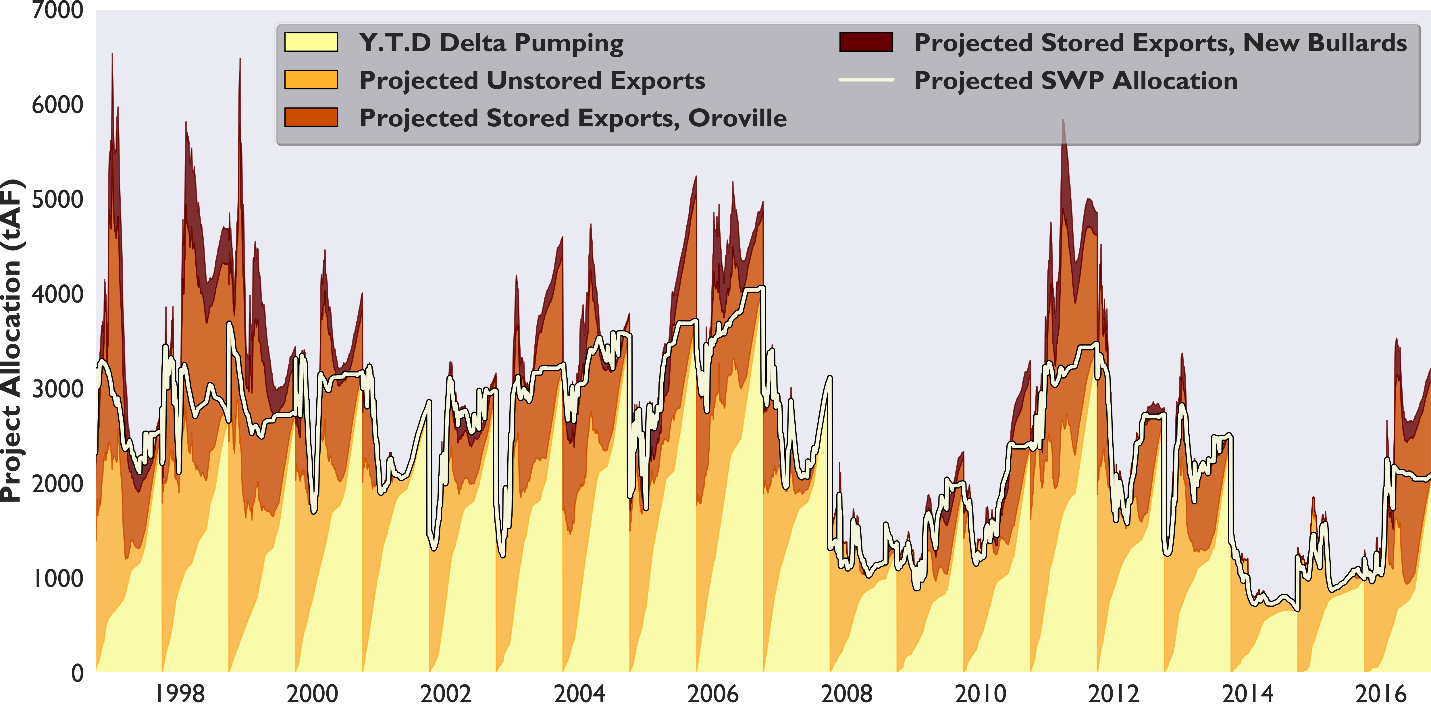 Project Allocation (tAF)
7000
6000
5000
4000
3000
2000
1000
0
Y.T.D Delta Pumping
Projected Unstored Exports
Projected Stored Exports, Oroville
Projected Stored Exports, New Bullards
Projected SWP Allocation
1998 2000 2002 2004 2006 2008 2010 2012 2014 2016